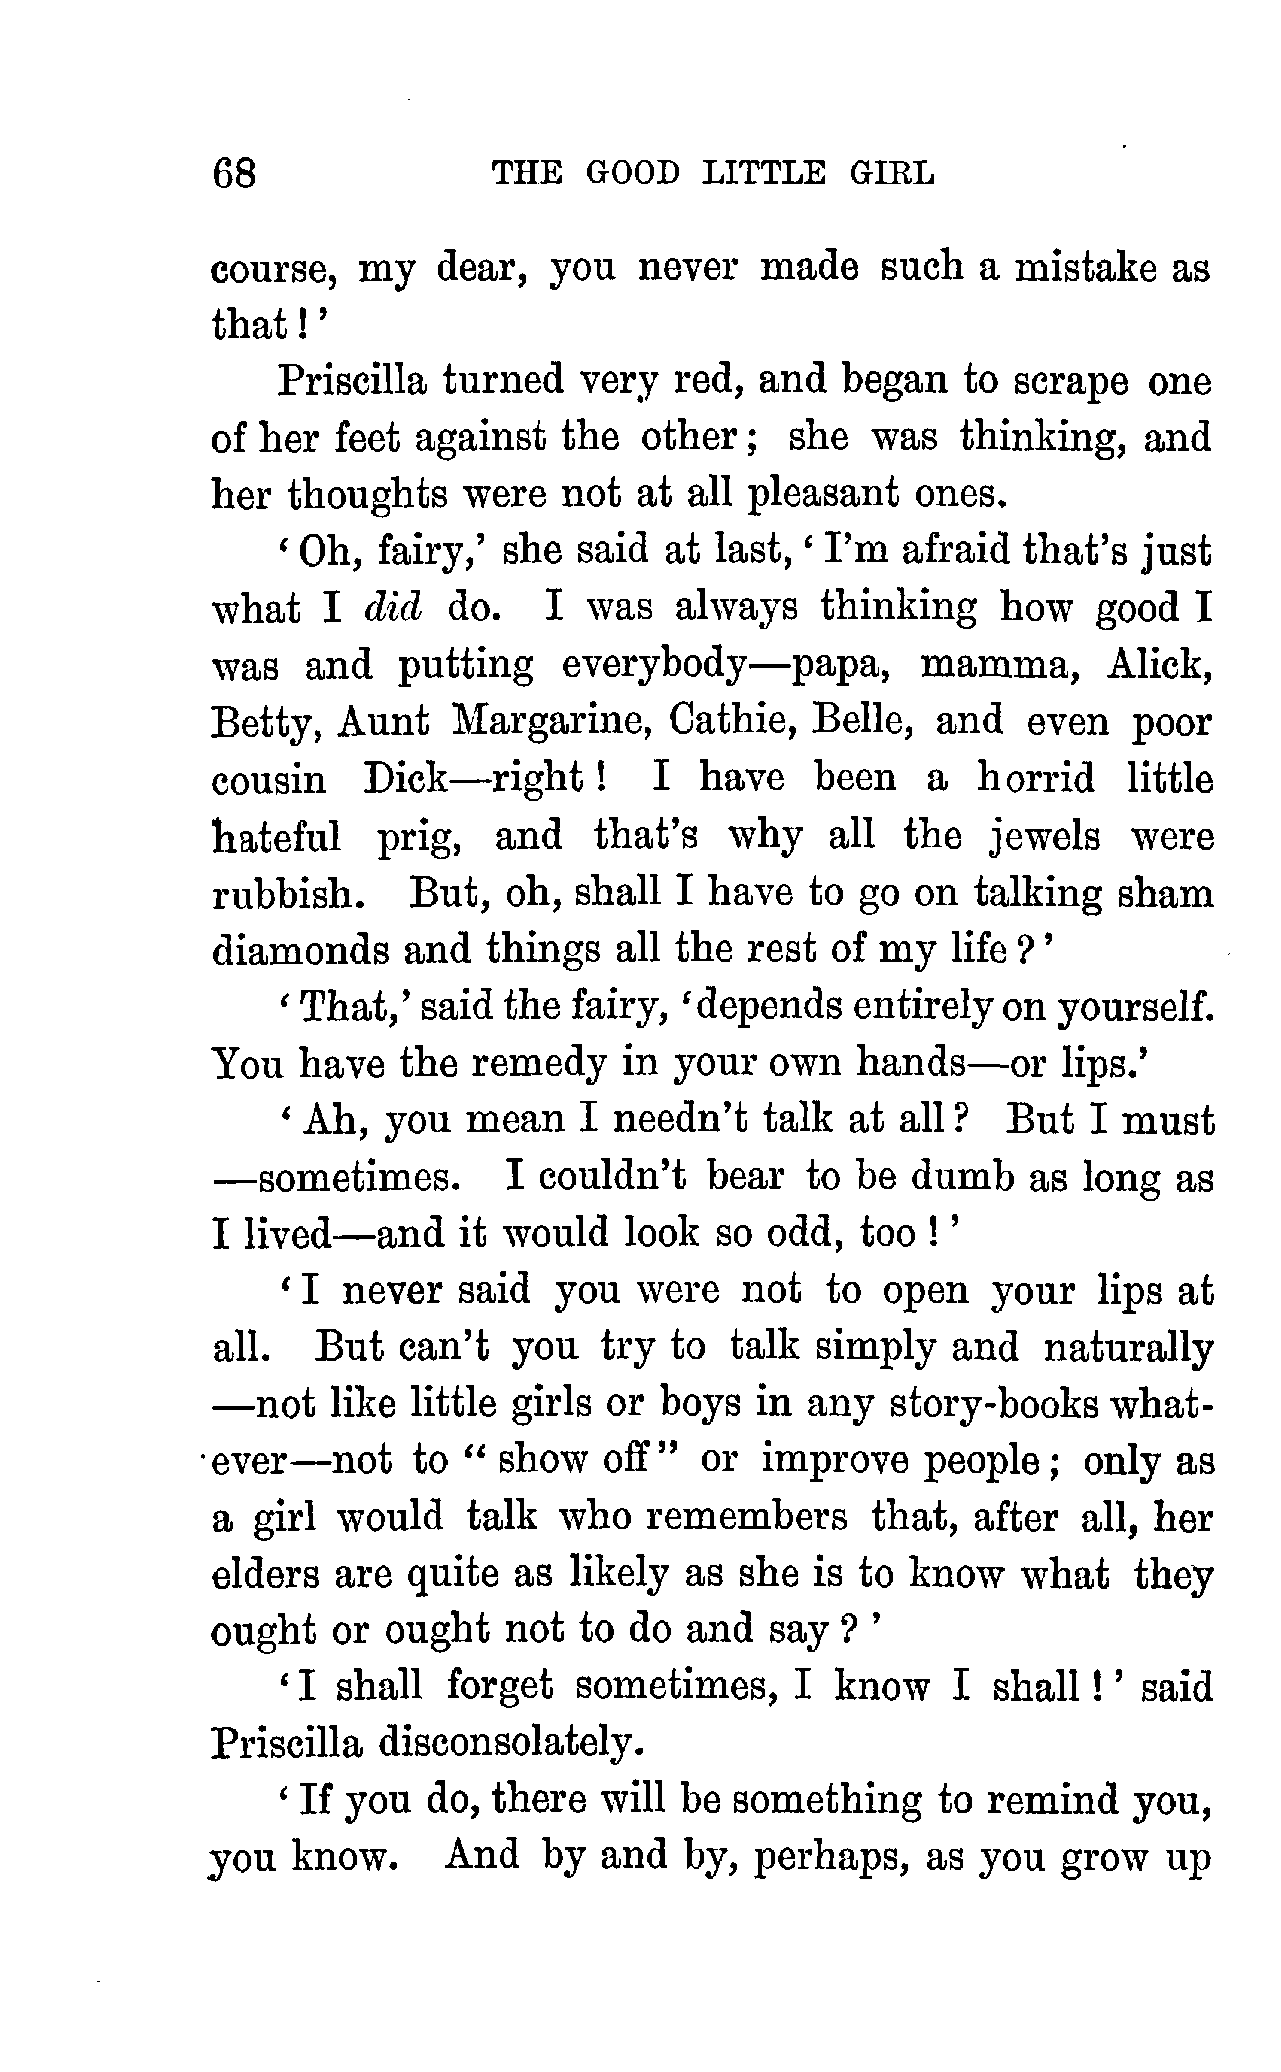 68 THE GOOD LITTLE GIRL
course, my dear, you never made such a mistake as
that!'
Priscilla turned very red, and began to scrape one
of her feet against the other; she was thinking, and
her thoughts were not at all pleasant ones.
'Oh, fairy,' she said at last, 'I'm afraid that's just
what I did do. I was always thinking how good I
was and putting everybody—papa, mamma, Alick,
Betty, Aunt Margarine, Cathie, Belle, and even poor
cousin Dick—right! I have been a horrid little
hateful prig, and that's why all the jewels were
rubbish. But, oh, shall I have to go on talking sham
diamonds and things all the rest of my life?'
'That,' said the fairy, 'depends entirely on yourself.
You have the remedy in your own hands—or lips.'
'Ah, you mean I needn't talk at all? But I must
—sometimes. I couldn't bear to be dumb as long as
I lived—and it would look so odd, too!'
'I never said you were not to open your lips at
all. But can't you try to talk simply and naturally
—not like little girls or boys in any story-books what-
ever—not to "show off" or improve people; only as
a girl would talk who remembers that, after all, her
elders are quite as likely as she is to know what they
ought or ought not to do and say?'
'I shall forget sometimes, I know I shall!' said
Priscilla disconsolately.
'If you do, there will be something to remind you,
you know. And by and by, perhaps, as you grow up